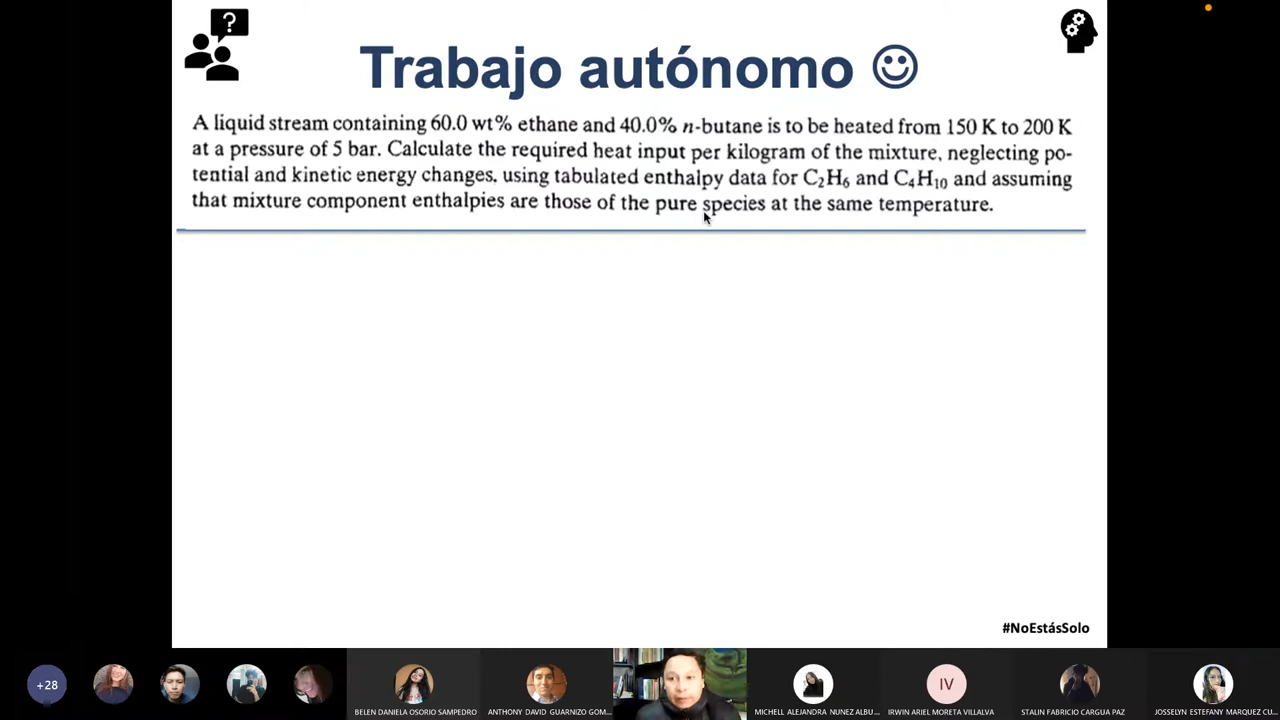 ?
Trabajo autónomo
A liquid stream containing 60.0 wt% ethane and 40.0% n-butane is to be heated from 150 K to 200 K
at a pressure of 5 bar. Calculate the required heat input per kilogram of the mixture, neglecting po-
tential and kinetic energy changes, using tabulated enthalpy data for C₂H₆ and C₄H₁₀ and assuming
that mixture component enthalpies are those of the pure species at the same temperature.
#NoEstásSolo
+28
IV
BELEN DANIELA OSORIO SAMPEDRO
ANTHONY DAVID GUARNIZO GOM...
MICHELL ALEJANDRA NUNEZ ALBU...
IRWIN ARIEL MORETA VILLALVA
STALIN FABRICIO CARGUA PAZ
JOSSELYN ESTEFANY MARQUEZ CU...